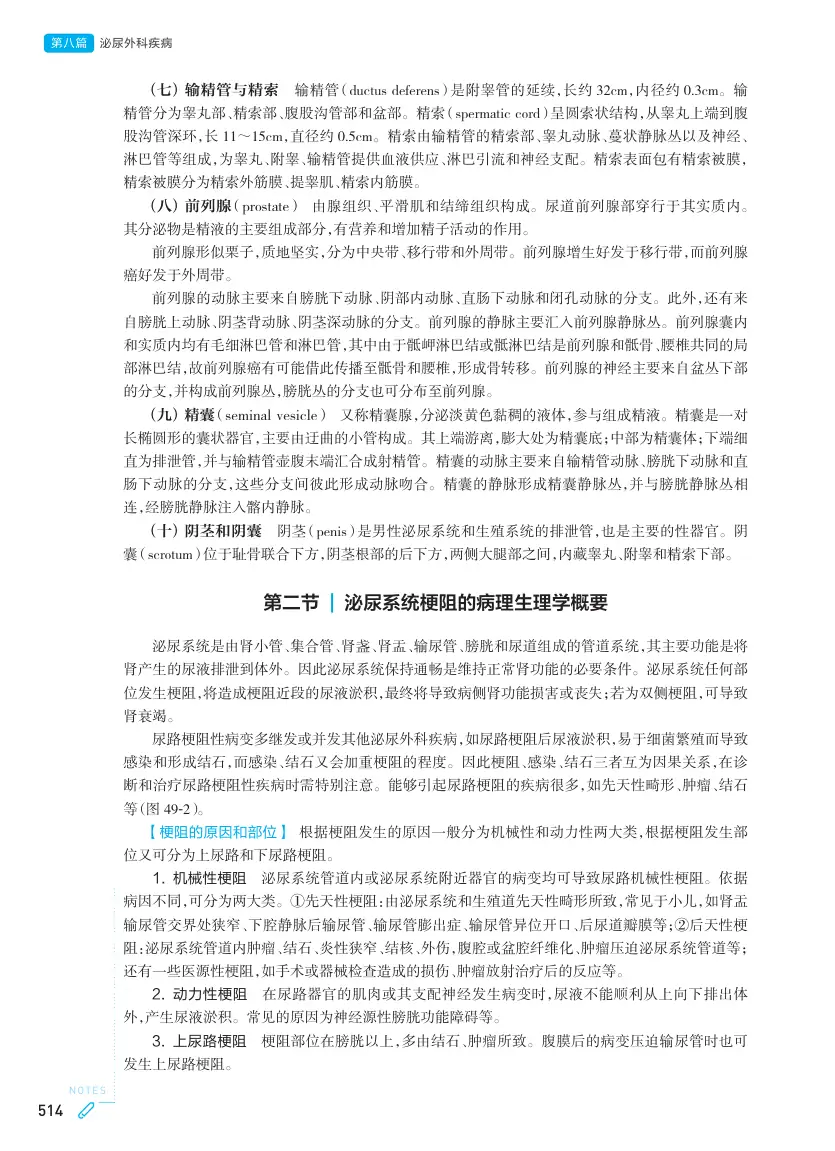 第八篇 泌尿外科疾病
（七）输精管与精索 输精管（ductus deferens）是附睾管的延续，长约 32cm，内径约 0.3cm。输
精管分为睾丸部、精索部、腹股沟管部和盆部。精索（spermatic cord）呈圆索状结构，从睾丸上端到腹
股沟管深环，长 11～15cm，直径约 0.5cm。精索由输精管的精索部、睾丸动脉、蔓状静脉丛以及神经、
淋巴管等组成，为睾丸、附睾、输精管提供血液供应、淋巴引流和神经支配。精索表面包有精索被膜，
精索被膜分为精索外筋膜、提睾肌、精索内筋膜。
（八）前列腺（prostate） 由腺组织、平滑肌和结缔组织构成。尿道前列腺部穿行于其实质内。
其分泌物是精液的主要组成部分，有营养和增加精子活动的作用。
前列腺形似栗子，质地坚实，分为中央带、移行带和外周带。前列腺增生好发于移行带，而前列腺
癌好发于外周带。
前列腺的动脉主要来自膀胱下动脉、阴部内动脉、直肠下动脉和闭孔动脉的分支。此外，还有来
自膀胱上动脉、阴茎背动脉、阴茎深动脉的分支。前列腺的静脉主要汇入前列腺静脉丛。前列腺囊内
和实质内均有毛细淋巴管和淋巴管，其中由于骶岬淋巴结或骶淋巴结是前列腺和骶骨、腰椎共同的局
部淋巴结，故前列腺癌有可能借此传播至骶骨和腰椎，形成骨转移。前列腺的神经主要来自盆丛下部
的分支，并构成前列腺丛，膀胱丛的分支也可分布至前列腺。
（九）精囊（seminal vesicle） 又称精囊腺，分泌淡黄色黏稠的液体，参与组成精液。精囊是一对
长椭圆形的囊状器官，主要由迂曲的小管构成。其上端游离，膨大处为精囊底；中部为精囊体；下端细
直为排泄管，并与输精管壶腹末端汇合成射精管。精囊的动脉主要来自输精管动脉、膀胱下动脉和直
肠下动脉的分支，这些分支间彼此形成动脉吻合。精囊的静脉形成精囊静脉丛，并与膀胱静脉丛相
连，经膀胱静脉注入髂内静脉。
（十）阴茎和阴囊 阴茎（penis）是男性泌尿系统和生殖系统的排泄管，也是主要的性器官。阴
囊（scrotum）位于耻骨联合下方，阴茎根部的后下方，两侧大腿部之间，内藏睾丸、附睾和精索下部。
第二节 | 泌尿系统梗阻的病理生理学概要
泌尿系统是由肾小管、集合管、肾盏、肾盂、输尿管、膀胱和尿道组成的管道系统，其主要功能是将
肾产生的尿液排泄到体外。因此泌尿系统保持通畅是维持正常肾功能的必要条件。泌尿系统任何部
位发生梗阻，将造成梗阻近段的尿液淤积，最终将导致病侧肾功能损害或丧失；若为双侧梗阻，可导致
肾衰竭。
尿路梗阻性病变多继发或并发其他泌尿外科疾病，如尿路梗阻后尿液淤积，易于细菌繁殖而导致
感染和形成结石，而感染、结石又会加重梗阻的程度。因此梗阻、感染、结石三者互为因果关系，在诊
断和治疗尿路梗阻性疾病时需特别注意。能够引起尿路梗阻的疾病很多，如先天性畸形、肿瘤、结石
等（图 49-2）。
【梗阻的原因和部位】 根据梗阻发生的原因一般分为机械性和动力性两大类，根据梗阻发生部
位又可分为上尿路和下尿路梗阻。
1. 机械性梗阻 泌尿系统管道内或泌尿系统附近器官的病变均可导致尿路机械性梗阻。依据
病因不同，可分为两大类。①先天性梗阻：由泌尿系统和生殖道先天性畸形所致，常见于小儿，如肾盂
输尿管交界处狭窄、下腔静脉后输尿管、输尿管膨出症、输尿管异位开口、后尿道瓣膜等；②后天性梗
阻：泌尿系统管道内肿瘤、结石、炎性狭窄、结核、外伤，腹腔或盆腔纤维化、肿瘤压迫泌尿系统管道等；
还有一些医源性梗阻，如手术或器械检查造成的损伤、肿瘤放射治疗后的反应等。
2. 动力性梗阻 在尿路器官的肌肉或其支配神经发生病变时，尿液不能顺利从上向下排出体
外，产生尿液淤积。常见的原因为神经源性膀胱功能障碍等。
3. 上尿路梗阻 梗阻部位在膀胱以上，多由结石、肿瘤所致。腹膜后的病变压迫输尿管时也可
发生上尿路梗阻。
NOTES
514